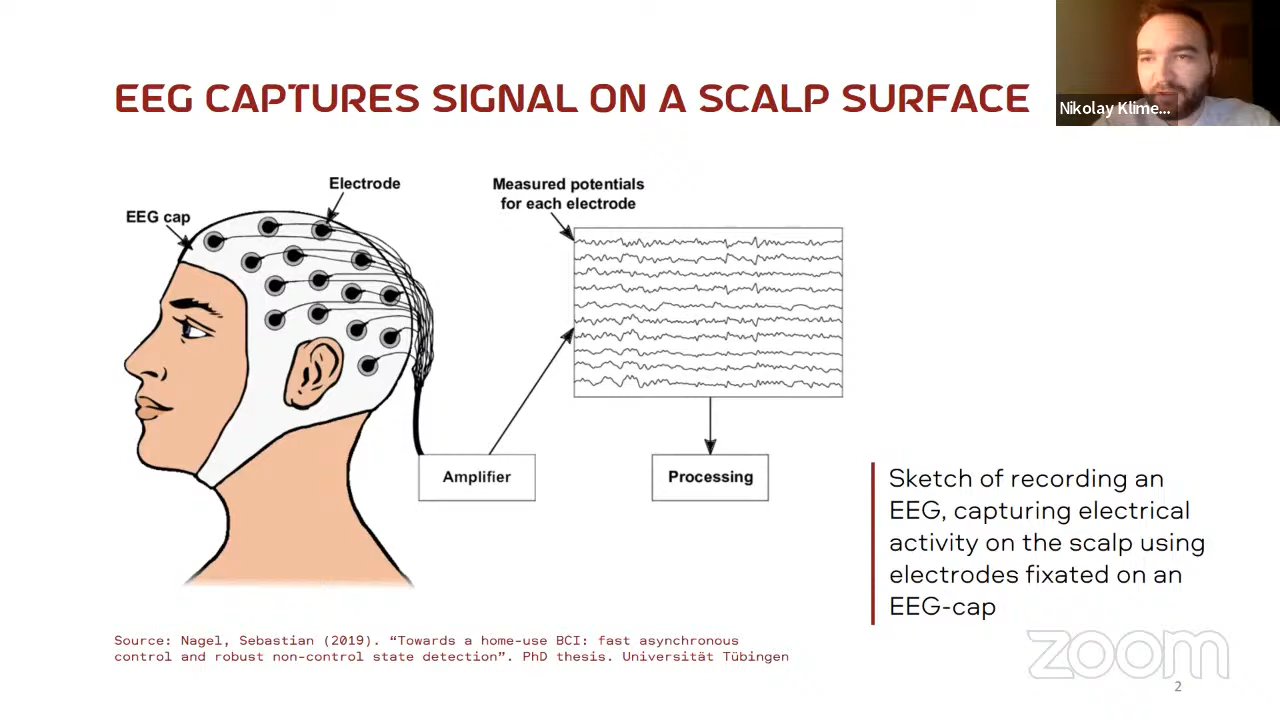 EEG CAPTURES SIGNAL ON A SCALP SURFACE
Nikolay Klime...
Electrode
EEG cap
Measured potentials
for each electrode
Amplifier
Processing
Sketch of recording an
EEG, capturing electrical
activity on the scalp using
electrodes fixated on an
EEG-cap
Source: Nagel, Sebastian (2019). “Towards a home-use BCI: fast asynchronous
control and robust non-control state detection”. PhD thesis. Universität Tübingen
zoom
2